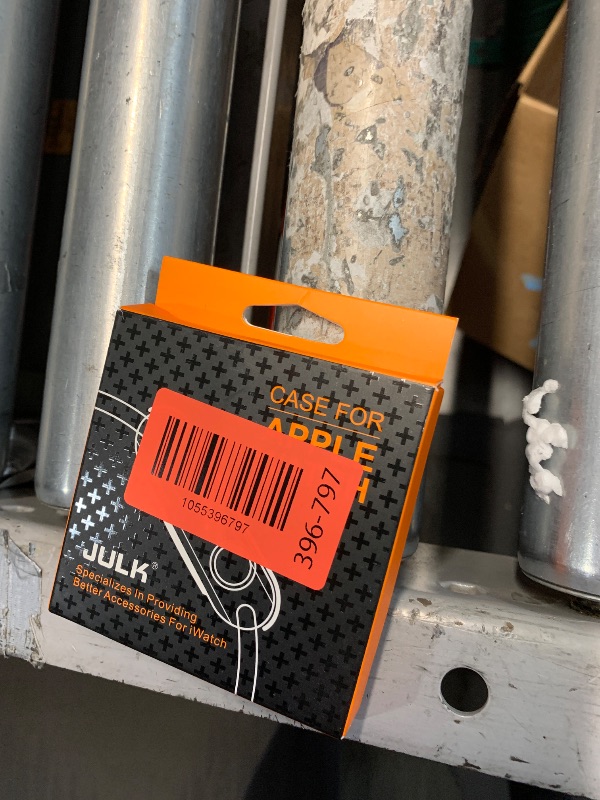 CASE FOR
APPLE
1055396797
396-797
JULK®
Specializes in Providing
Better Accessories For iWatch